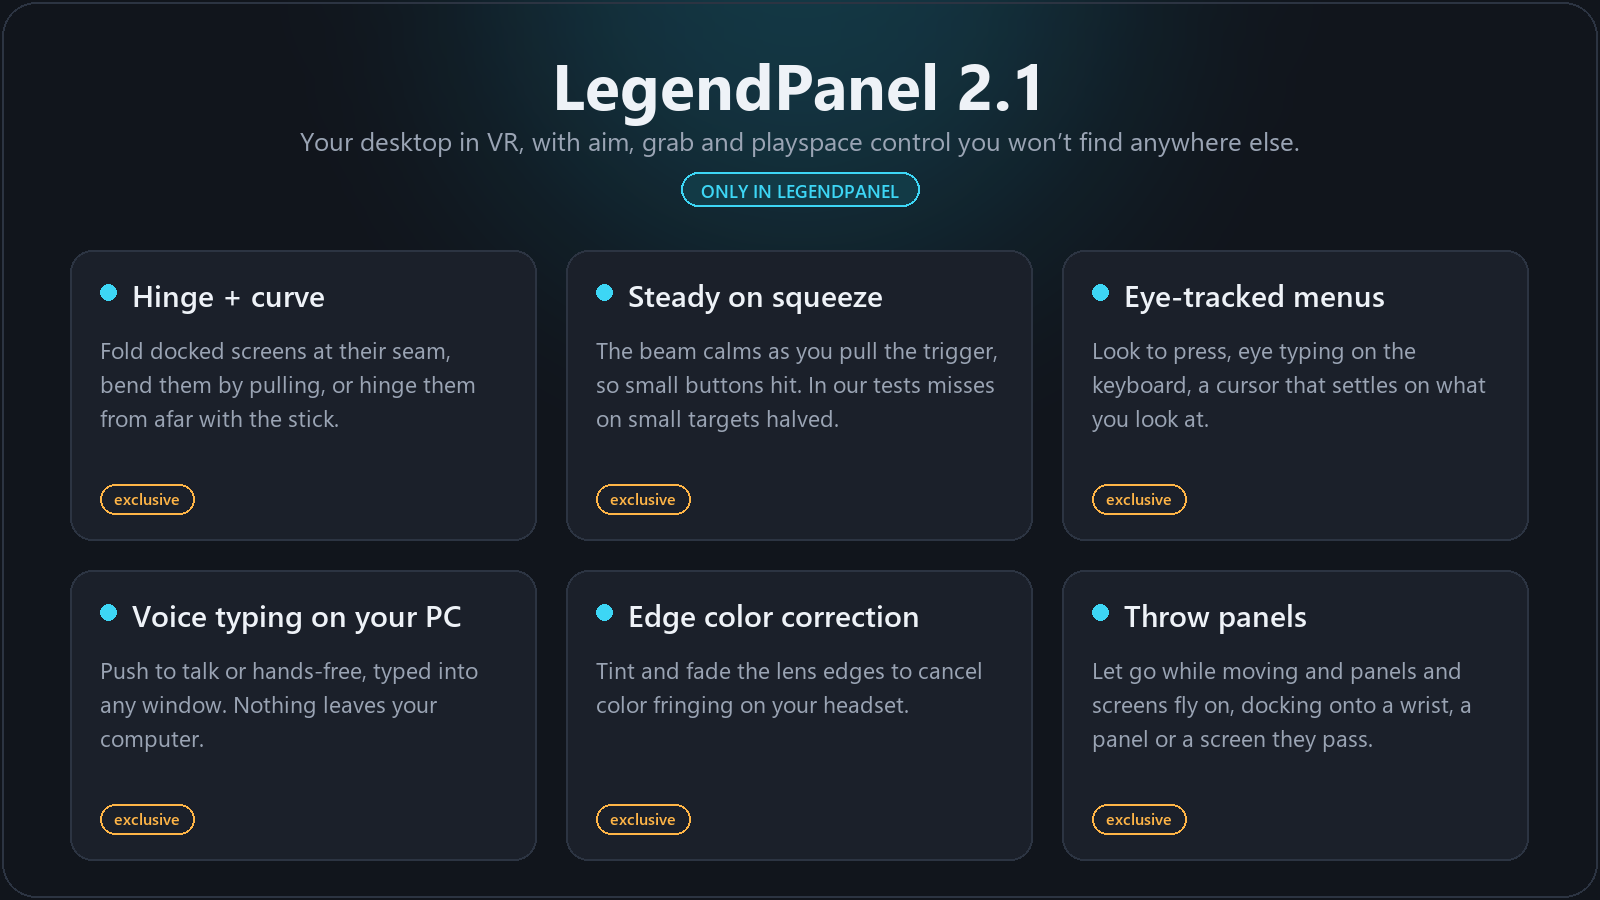 LegendPanel 2.1
Your desktop in VR, with aim, grab and playspace control you won’t find anywhere else.
ONLY IN LEGENDPANEL
Hinge + curve
Fold docked screens at their seam,
bend them by pulling, or hinge them
from afar with the stick.
exclusive
Steady on squeeze
The beam calms as you pull the trigger,
so small buttons hit. In our tests misses
on small targets halved.
exclusive
Eye-tracked menus
Look to press, eye typing on the
keyboard, a cursor that settles on what
you look at.
exclusive
Voice typing on your PC
Push to talk or hands-free, typed into
any window. Nothing leaves your
computer.
exclusive
Edge color correction
Tint and fade the lens edges to cancel
color fringing on your headset.
exclusive
Throw panels
Let go while moving and panels and
screens fly on, docking onto a wrist, a
panel or a screen they pass.
exclusive